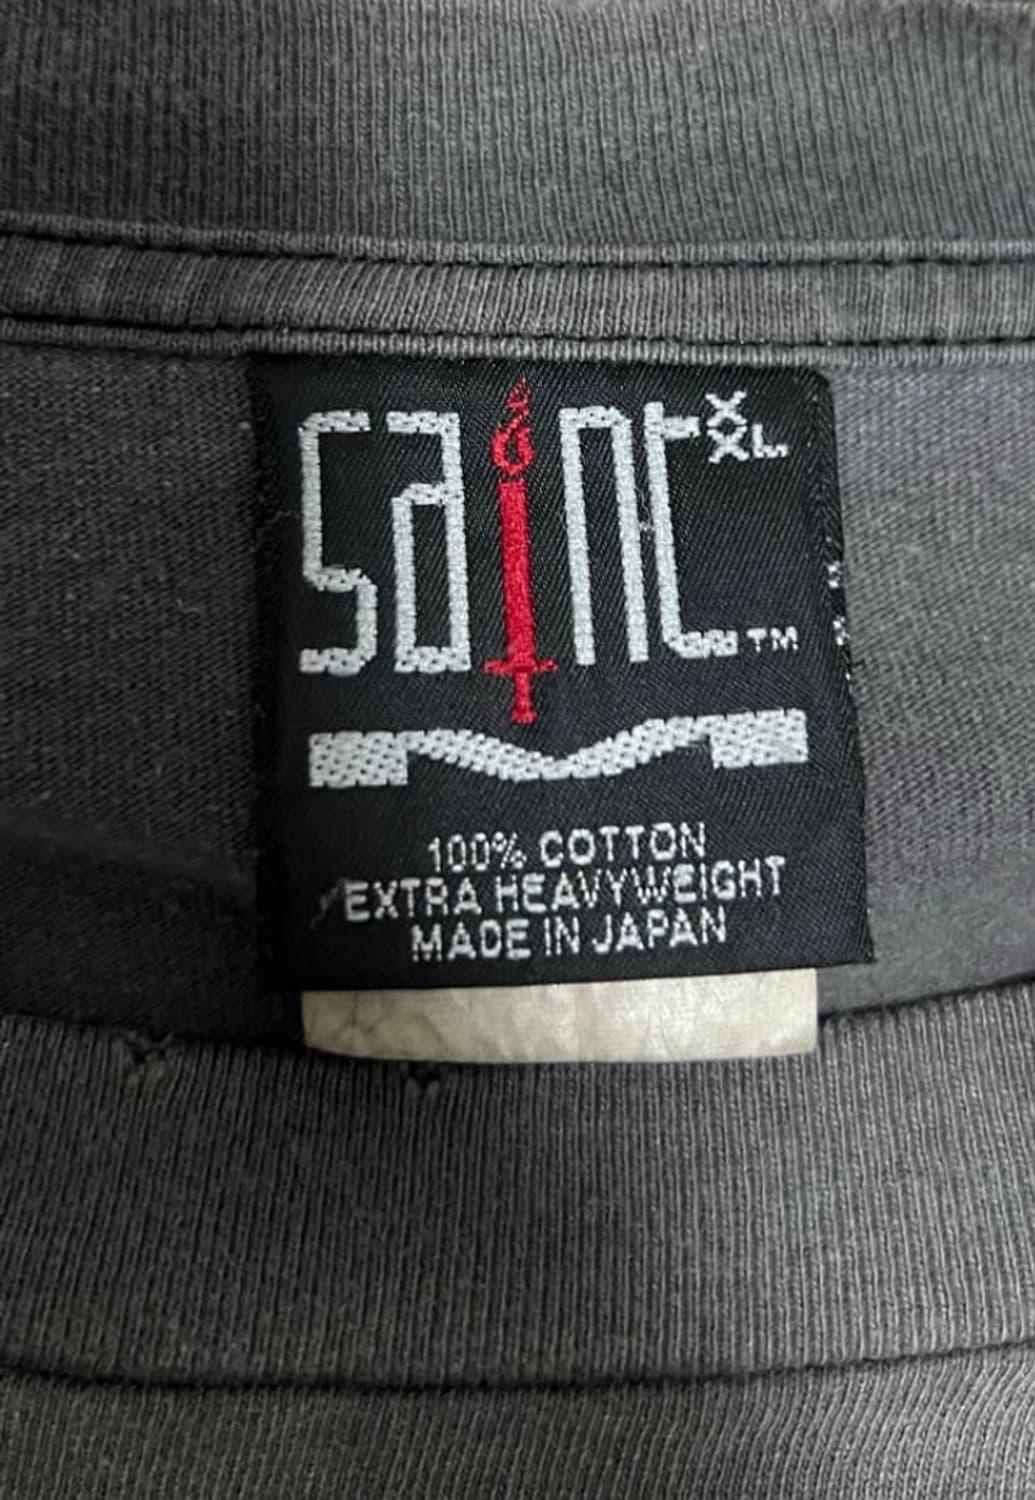 saint XXL
TM
100% COTTON
EXTRA HEAVYWEIGHT
MADE IN JAPAN